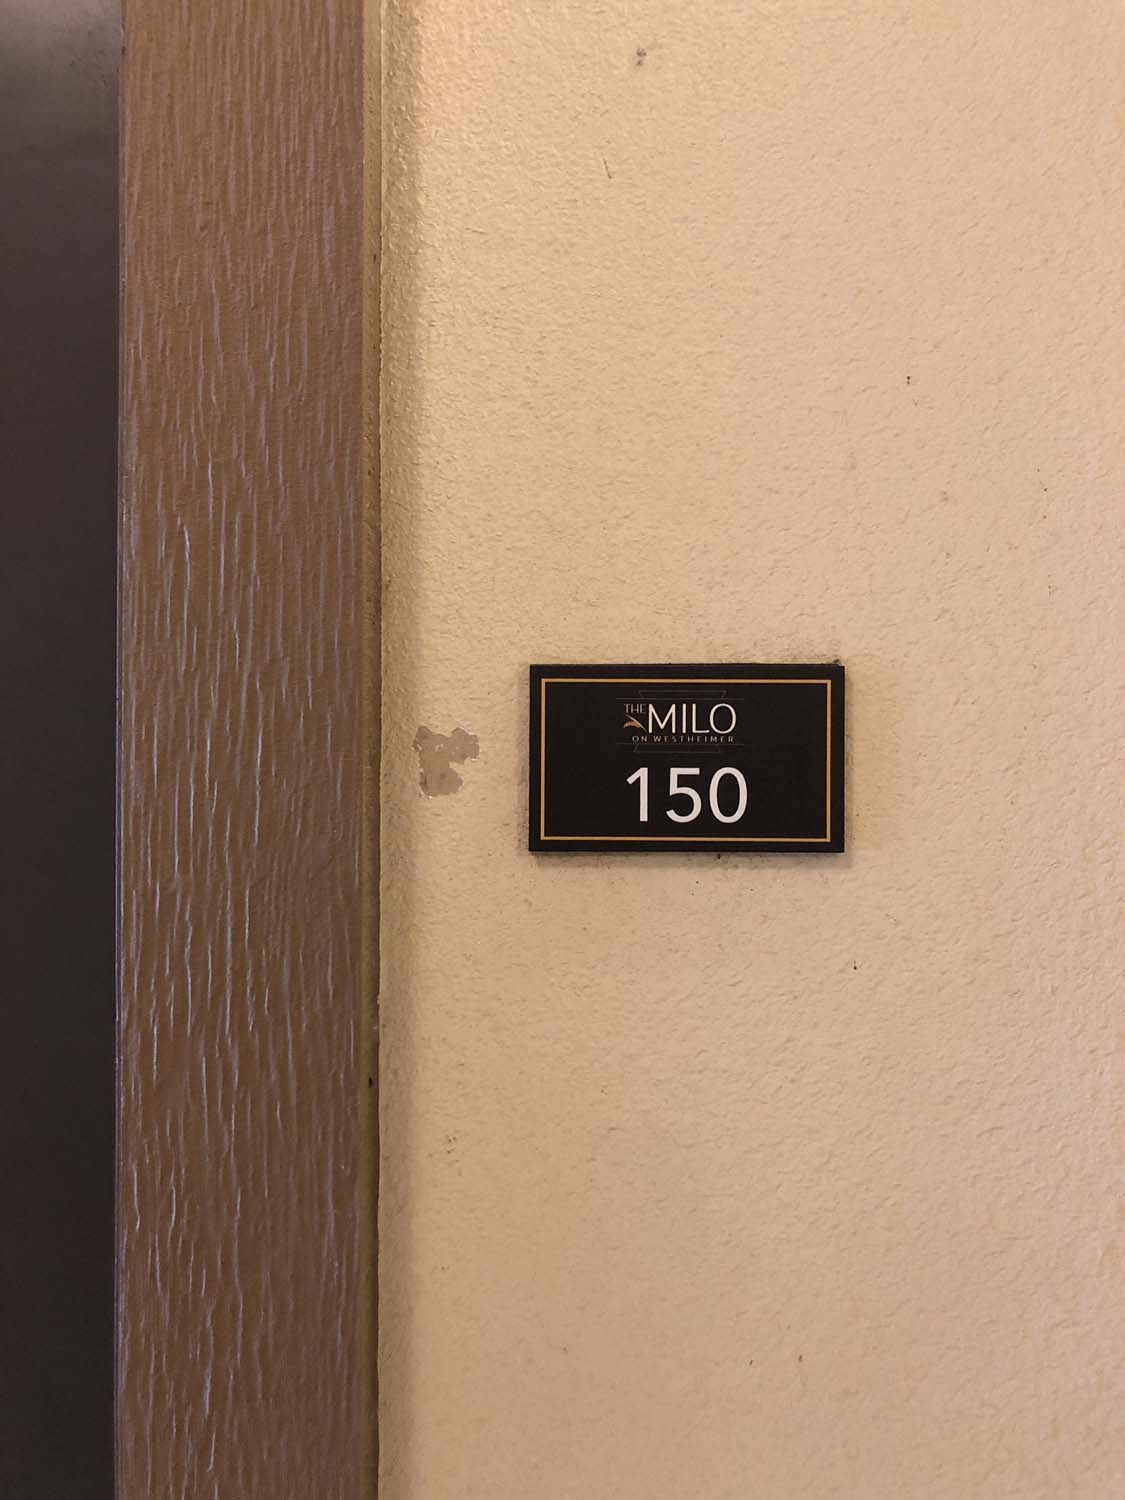 THE
MILO
ON WESTHEIMER
150